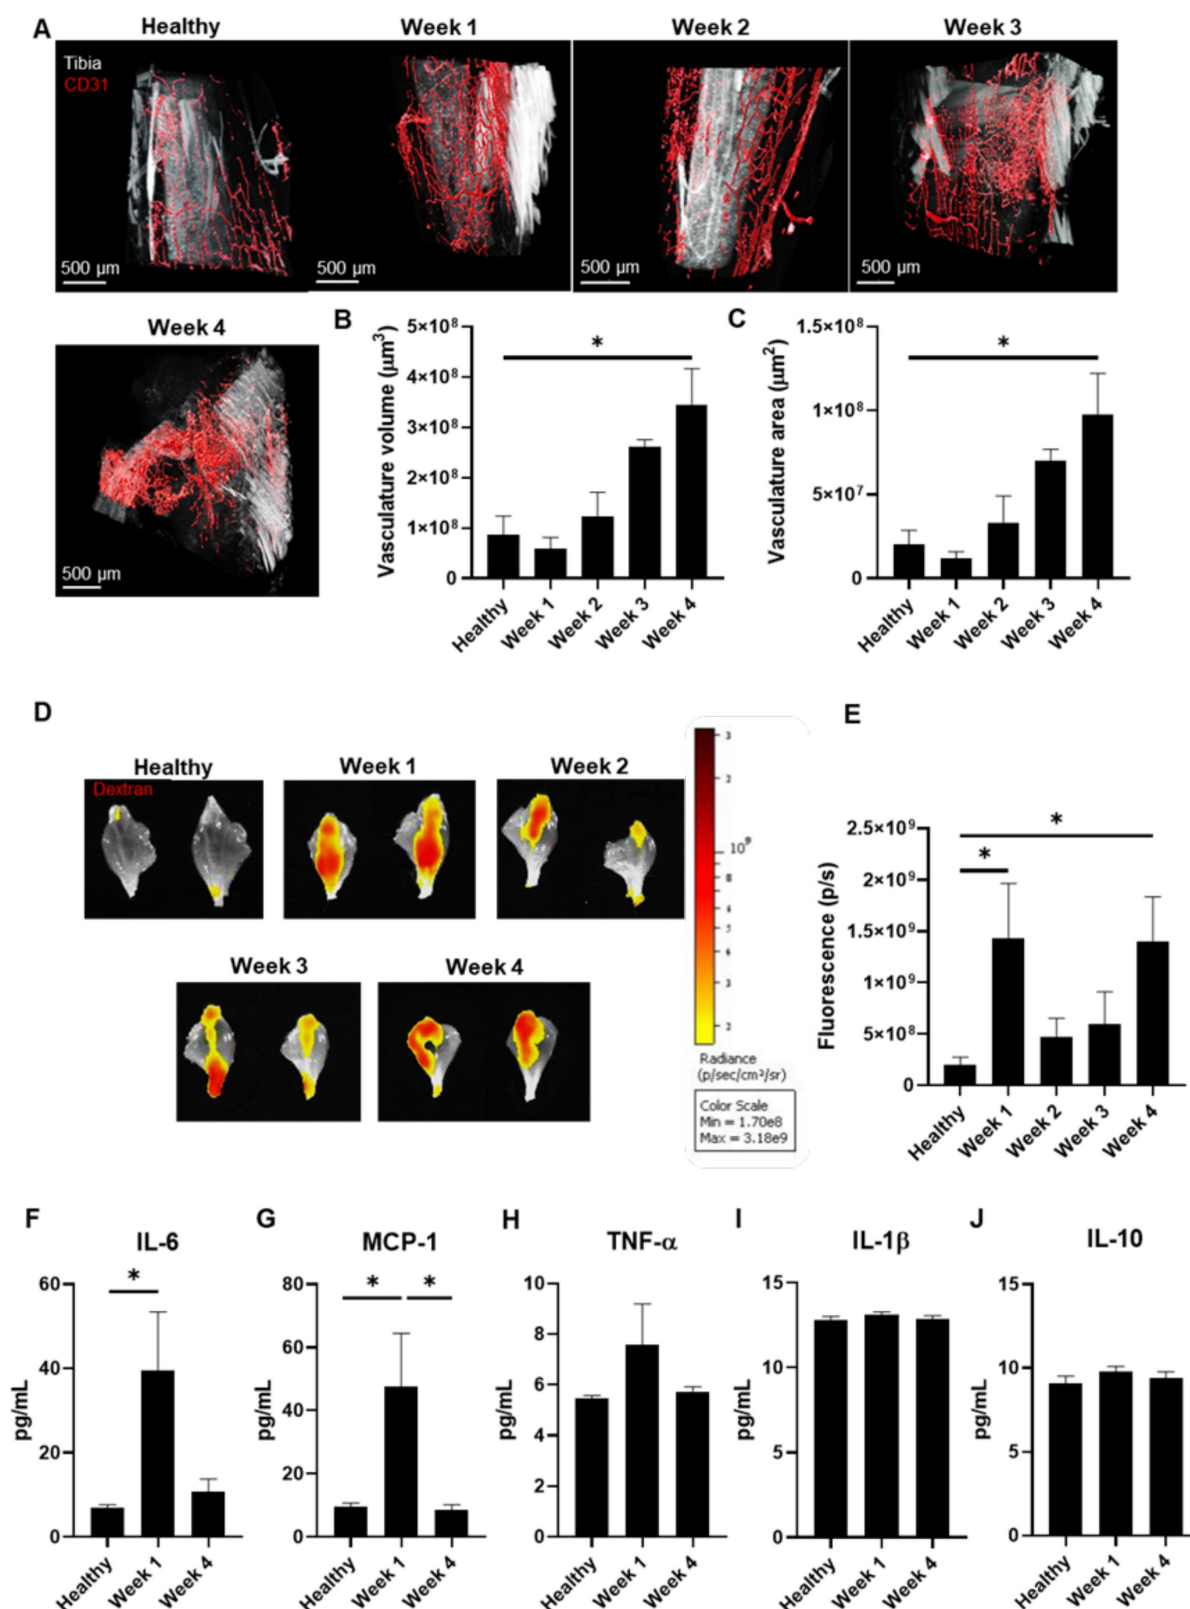 A
Healthy
Week 1
Week 2
Week 3
Tibia
CD31
500 µm
500 µm
500 µm
500 µm
Week 4
500 µm
B
Vasculature volume (µm³)
5×10⁸
4×10⁸
3×10⁸
2×10⁸
1×10⁸
0
*
Healthy
Week 1
Week 2
Week 3
Week 4
C
Vasculature area (µm²)
1.5×10⁸
1×10⁸
5×10⁷
0
*
Healthy
Week 1
Week 2
Week 3
Week 4
D
Healthy
Week 1
Week 2
Dextran
Week 3
Week 4
3
2
10⁹
8
6
5
4
3
2
Radiance
(p/sec/cm²/sr)
Color Scale
Min = 1.70e8
Max = 3.18e9
E
Fluorescence (p/s)
2.5×10⁹
2×10⁹
1.5×10⁹
1×10⁹
5×10⁸
0
*
*
Healthy
Week 1
Week 2
Week 3
Week 4
F
IL-6
pg/mL
60
40
20
0
*
Healthy
Week 1
Week 4
G
MCP-1
pg/mL
80
60
40
20
0
* *
Healthy
Week 1
Week 4
H
TNF-α
pg/mL
10
8
6
4
2
0
Healthy
Week 1
Week 4
I
IL-1β
pg/mL
15
10
5
0
Healthy
Week 1
Week 4
J
IL-10
pg/mL
15
10
5
0
Healthy
Week 1
Week 4